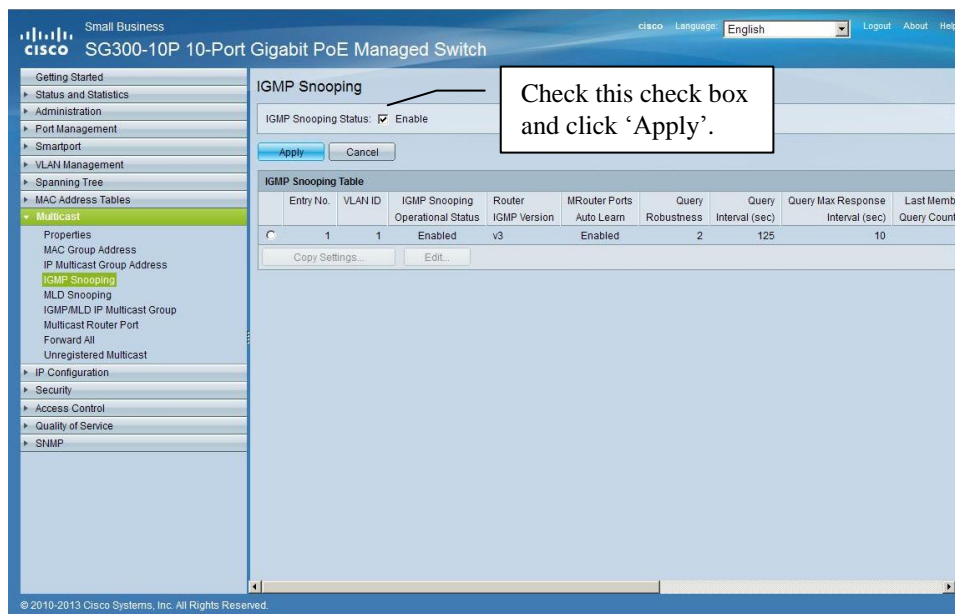 Small Business
cisco SG300-10P 10-Port Gigabit PoE Managed Switch
cisco Language: English Logout About Help
Getting Started
Status and Statistics
Administration
Port Management
Smartport
VLAN Management
Spanning Tree
MAC Address Tables
Multicast
Properties
MAC Group Address
IP Multicast Group Address
IGMP Snooping
MLD Snooping
IGMP/MLD IP Multicast Group
Multicast Router Port
Forward All
Unregistered Multicast
IP Configuration
Security
Access Control
Quality of Service
SNMP
IGMP Snooping
IGMP Snooping Status: Enable
Check this check box
and click ‘Apply’.
Apply Cancel
IGMP Snooping Table
Entry No. VLAN ID IGMP Snooping Router MRouter Ports Query Query Query Max Response Last Memb
Operational Status IGMP Version Auto Learn Robustness Interval (sec) Interval (sec) Query Count
1 1 Enabled v3 Enabled 2 125 10
Copy Settings... Edit...
© 2010-2013 Cisco Systems, Inc. All Rights Reserved.